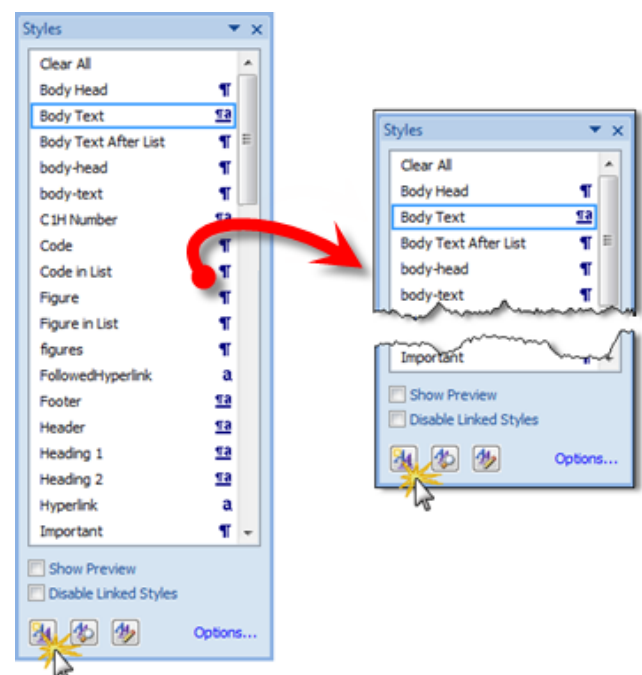 Styles
Clear All
Body Head ¶
Body Text ¶a
Body Text After List ¶
body-head ¶
body-text ¶
C1H Number ¶a
Code ¶
Code in List ¶
Figure ¶
Figure in List ¶
figures ¶
FollowedHyperlink a
Footer ¶a
Header ¶a
Heading 1 ¶a
Heading 2 ¶a
Hyperlink a
Important ¶
Show Preview
Disable Linked Styles
Options...
Styles
Clear All
Body Head ¶
Body Text ¶a
Body Text After List ¶
body-head ¶
body-text ¶
Important ¶
Show Preview
Disable Linked Styles
Options...